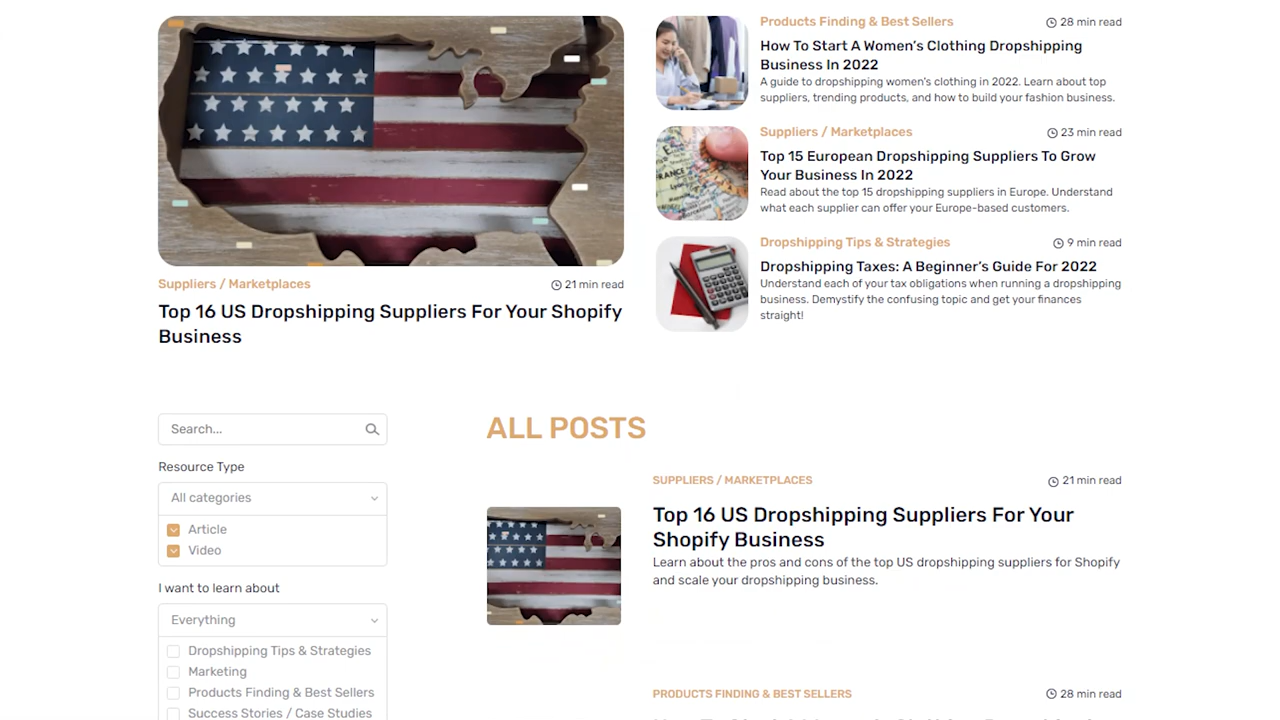 Suppliers / Marketplaces
21 min read
Top 16 US Dropshipping Suppliers For Your Shopify
Business
Products Finding & Best Sellers
28 min read
How To Start A Women's Clothing Dropshipping
Business In 2022
A guide to dropshipping women's clothing in 2022. Learn about top
suppliers, trending products, and how to build your fashion business.
Suppliers / Marketplaces
23 min read
Top 15 European Dropshipping Suppliers To Grow
Your Business In 2022
Read about the top 15 dropshipping suppliers in Europe. Understand
what each supplier can offer your Europe-based customers.
Dropshipping Tips & Strategies
9 min read
Dropshipping Taxes: A Beginner's Guide For 2022
Understand each of your tax obligations when running a dropshipping
business. Demystify the confusing topic and get your finances
straight!
Search...
Resource Type
All categories
Article
Video
I want to learn about
Everything
Dropshipping Tips & Strategies
Marketing
Products Finding & Best Sellers
Success Stories / Case Studies
ALL POSTS
SUPPLIERS / MARKETPLACES
21 min read
Top 16 US Dropshipping Suppliers For Your
Shopify Business
Learn about the pros and cons of the top US dropshipping suppliers for Shopify
and scale your dropshipping business.
PRODUCTS FINDING & BEST SELLERS
28 min read